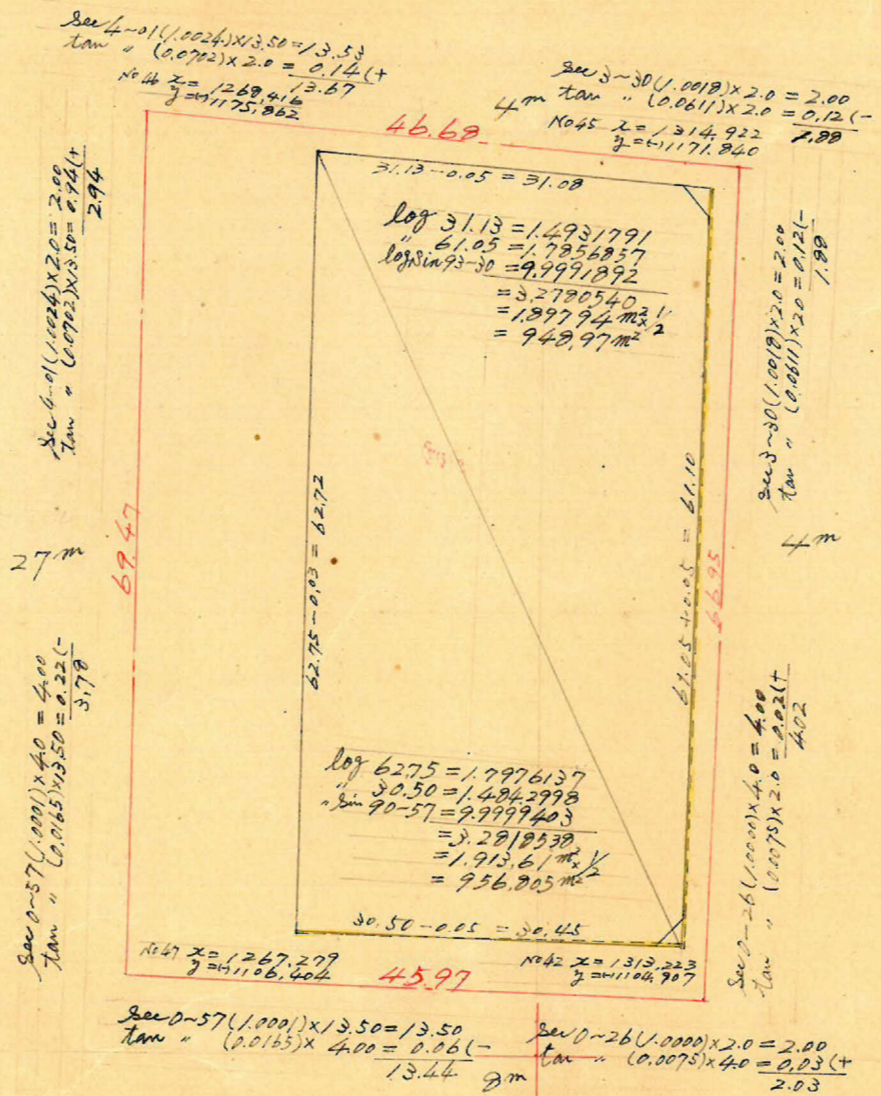 sec 4~01(1.0024)×13.50=13.53
tan 〃 (0.0702)×2.0 = 0.14(+
13.67
No 46 x= 1268,416
y=(-)1175,862
sec 3~30(1.0018)×2.0 = 2.00
4m tan 〃 (0.0611)×2.0 = 0.12(-
1.88
No45 x=1314,922
y=(-)1171.840
46.68
31.13-0.05 = 31.08
log 31.13 =1.4931791
〃 61.05 =1.7856857
log sin 93-30 =9.9991892
=3.2780540
=1.897.94 m²×1/2
= 948,97m²
sec 4~01(1.0024)×2.0= 2.00
tan 〃 (0.0702)×13.50= 0.94(+
2.94
sec 3~30(1.0018)×2.0 = 2.00
tan 〃 (0.0611)×2.0 = 0.12(-
1.88
27m
69.47
62.75-0.03 = 62.72
61.05+0.05 = 61.10
66.95
4m
sec 0~57(1.0001)×4.0 = 4.00
tan 〃 (0.0165)×13.50=0.22(-
3.78
sec 0~26(1.0000)×4.0 = 4.00
tan 〃 (0.0075)×2.0 = 0.02(+
4.02
log 62.75 =1.7976137
〃 30.50 =1.4842998
〃 sin 90-57 =9.9999403
=3.2818538
=1.913.61 m²×1/2
= 956.805m²
30.50-0.05 = 30.45
No47 x=1267.279
y=(-)1106,404
45.97
No42 x=1313,223
y=(-)1104,907
sec 0~57(1.0001)×13.50=13.50
tan 〃 (0.0165)× 4.00 = 0.06(-
13.44
8m
sec 0~26(1.0000)×2.0 = 2.00
tan 〃 (0.0075)×4.0 = 0,03(+
2.03